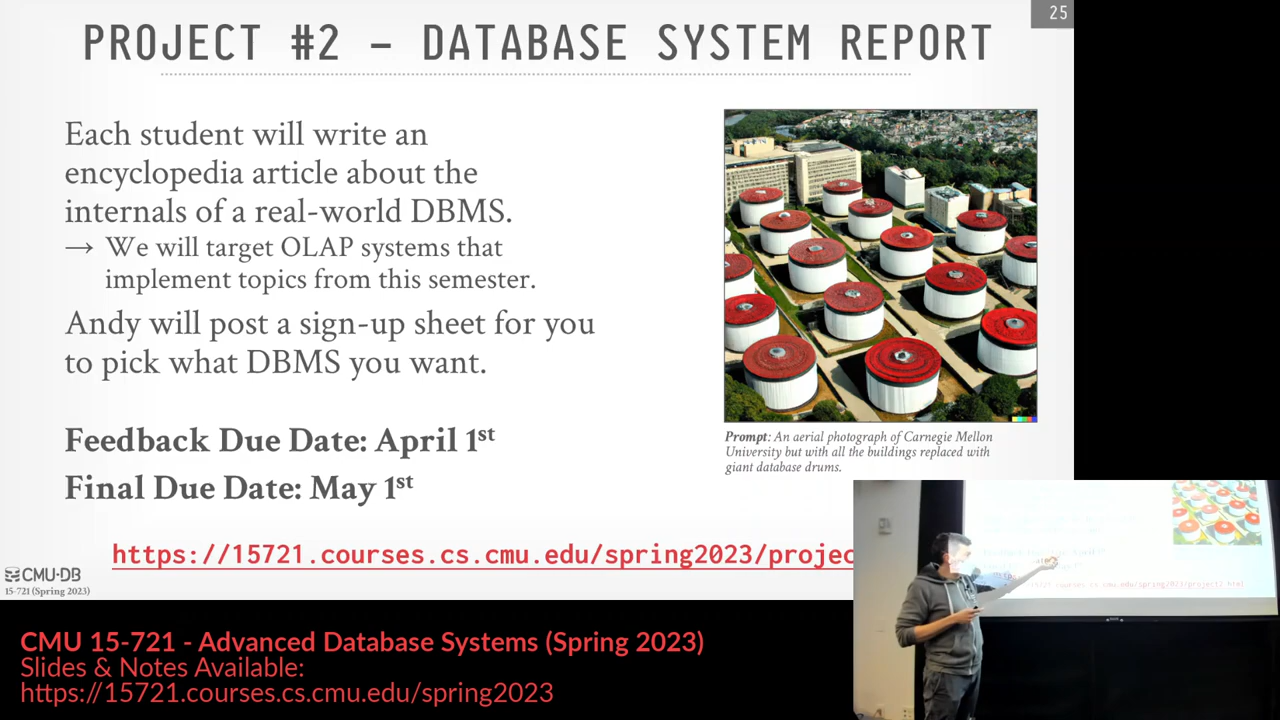 25
PROJECT #2 – DATABASE SYSTEM REPORT
Each student will write an
encyclopedia article about the
internals of a real-world DBMS.
→ We will target OLAP systems that
implement topics from this semester.
Andy will post a sign-up sheet for you
to pick what DBMS you want.
Feedback Due Date: April 1st
Final Due Date: May 1st
Prompt: An aerial photograph of Carnegie Mellon
University but with all the buildings replaced with
giant database drums.
https://15721.courses.cs.cmu.edu/spring2023/projec
CMU·DB
15-721 (Spring 2023)
CMU 15-721 - Advanced Database Systems (Spring 2023)
Slides & Notes Available:
https://15721.courses.cs.cmu.edu/spring2023